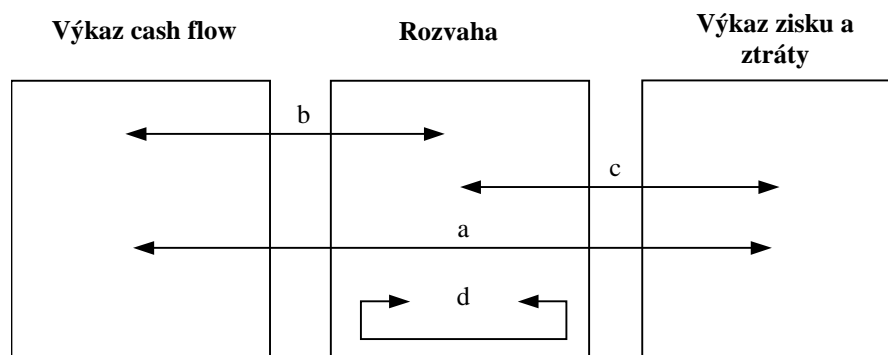 Výkaz cash flow
Rozvaha
Výkaz zisku a
ztráty
b
c
a
d